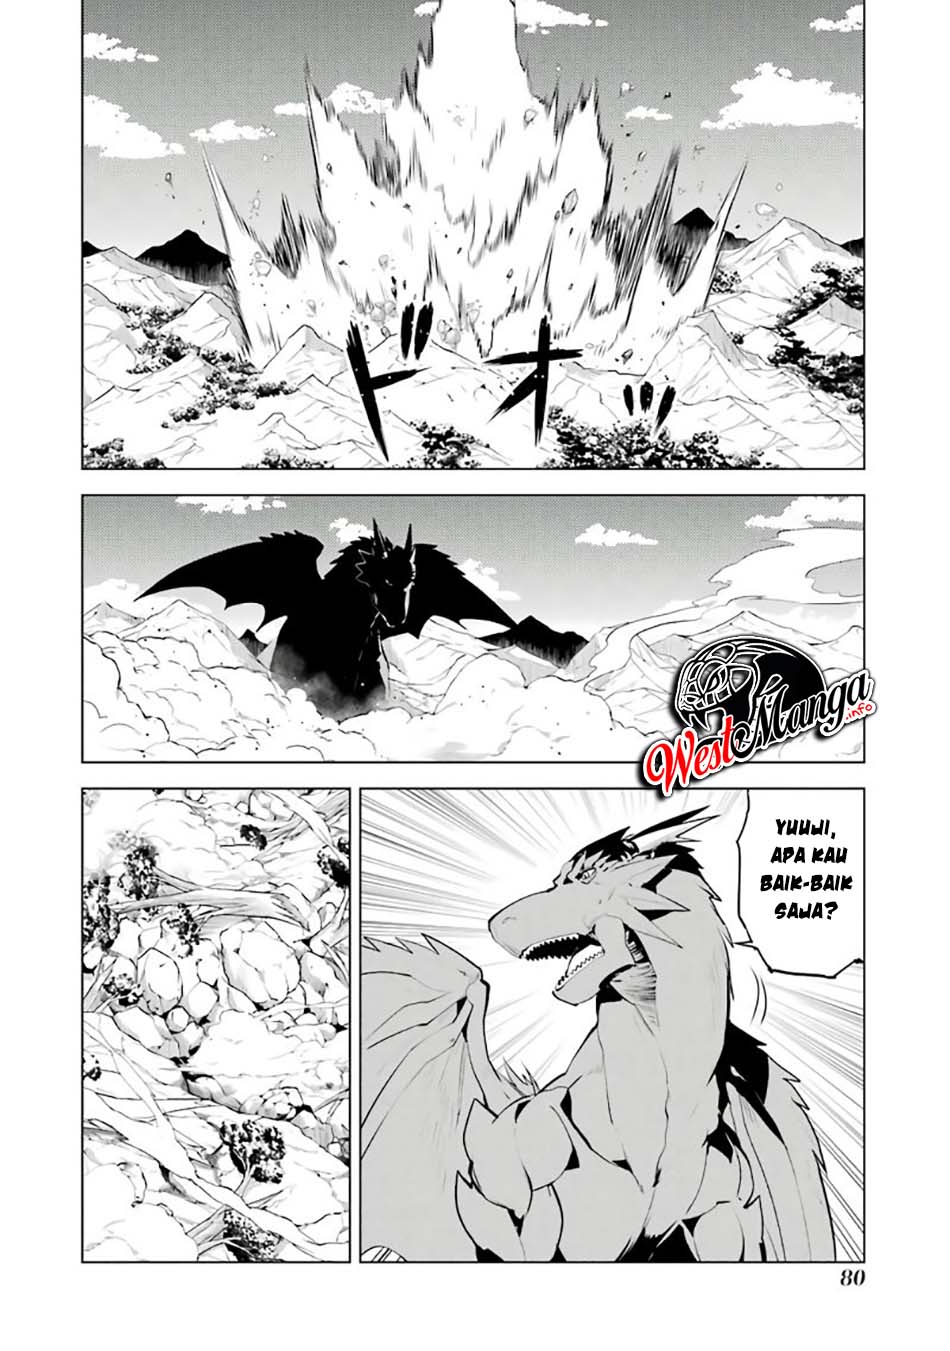 ドオッ
WestManga
.info
YUUJI,
APA KAU
BAIK-BAIK
SAJA?
80